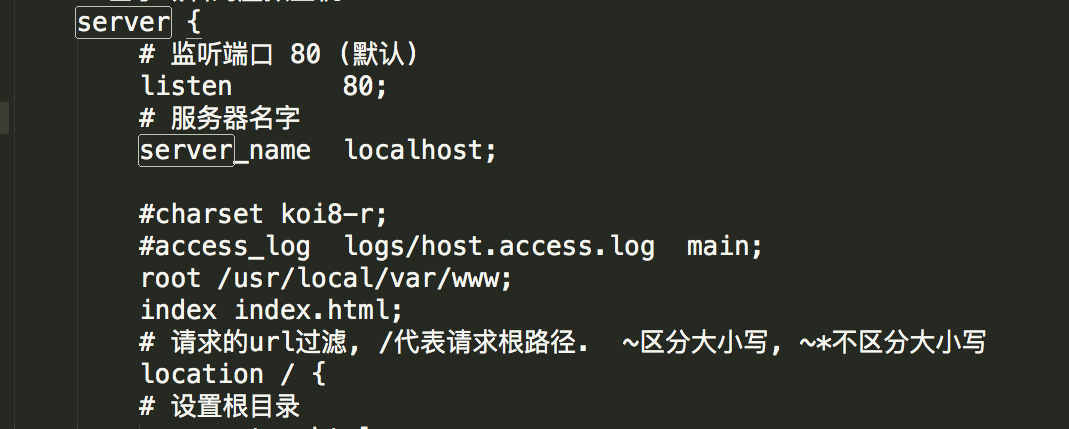 server {
# 监听端口 80 (默认)
listen 80;
# 服务器名字
server_name localhost;
#charset koi8-r;
#access_log logs/host.access.log main;
root /usr/local/var/www;
index index.html;
# 请求的url过滤, /代表请求根路径. ~区分大小写, ~*不区分大小写
location / {
# 设置根目录